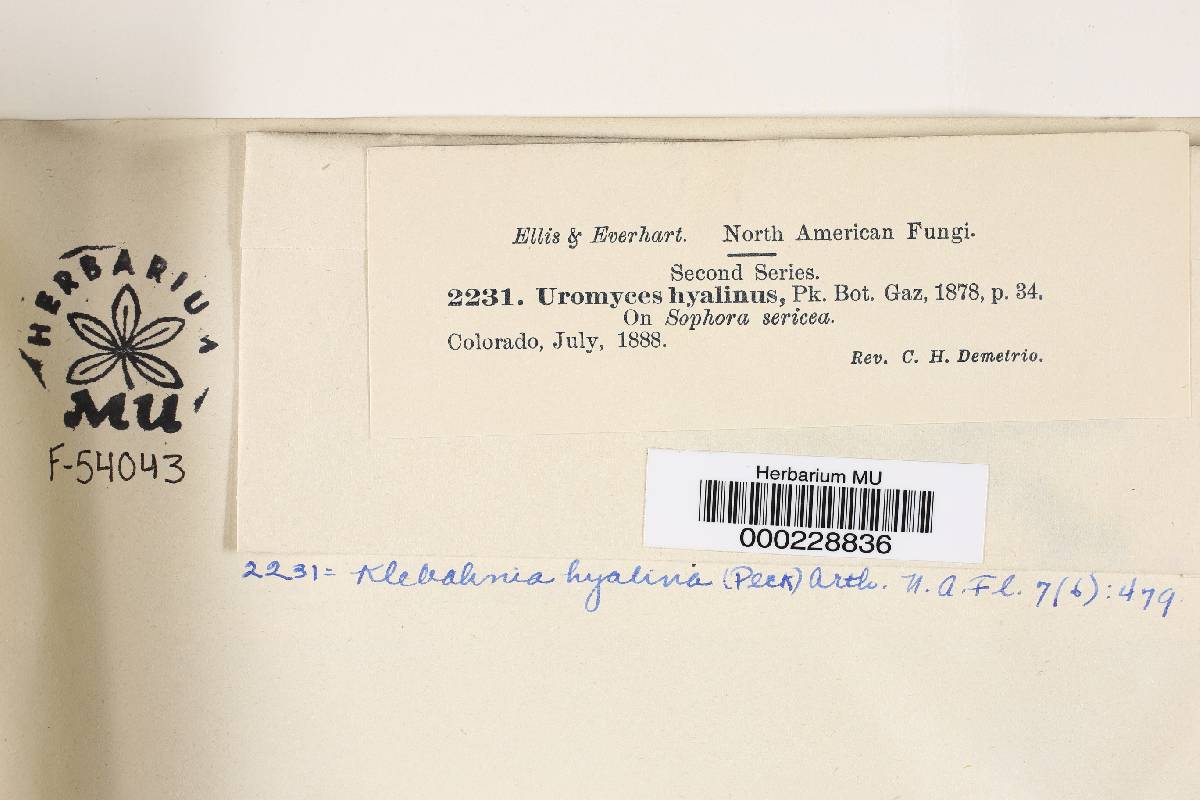 HERBARIUM
MU
F-54043
Ellis & Everhart. North American Fungi.
Second Series.
2231. Uromyces hyalinus, Pk. Bot. Gaz, 1878, p. 34.
On Sophora sericea.
Colorado, July, 1888.
Rev. C. H. Demetrio.
Herbarium MU
000228836
2231 = Klebahnia hyalina (Peck) Arth. N. A. Fl. 7(6): 479